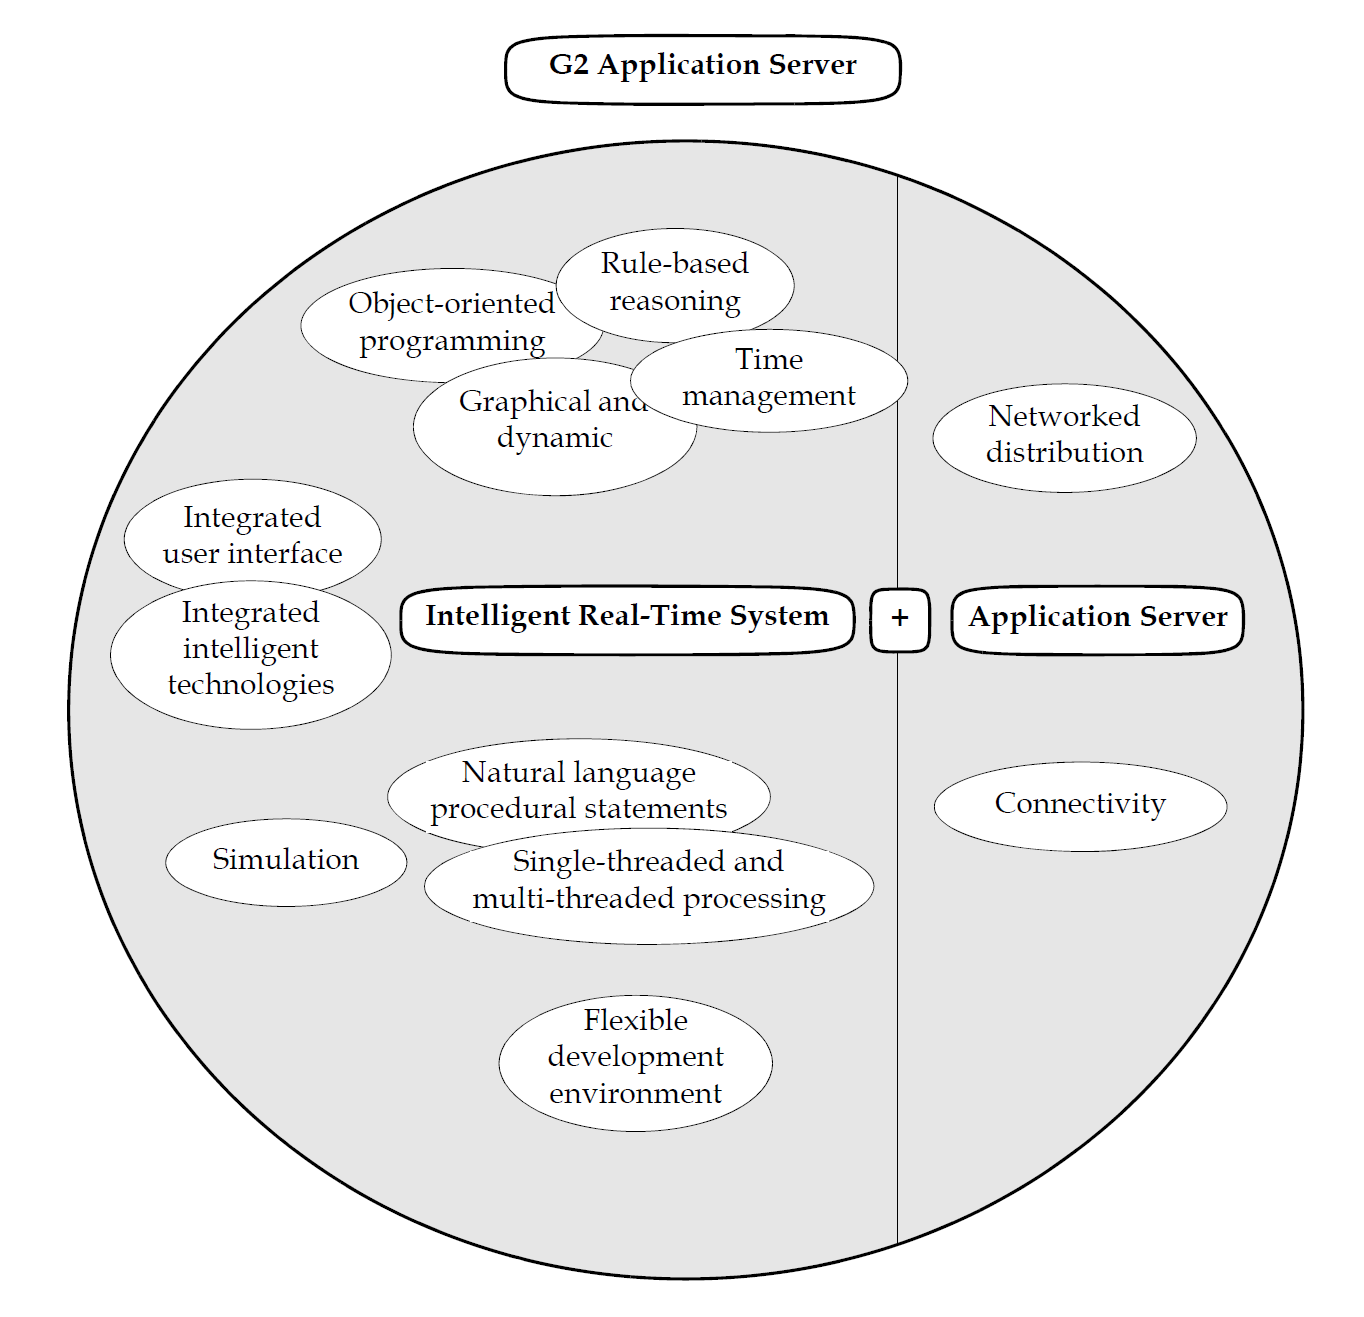 G2 Application Server
Rule-based
reasoning
Object-oriented
programming
Time
management
Graphical and
dynamic
Networked
distribution
Integrated
user interface
Integrated
intelligent
technologies
Intelligent Real-Time System
+
Application Server
Natural language
procedural statements
Connectivity
Simulation
Single-threaded and
multi-threaded processing
Flexible
development
environment